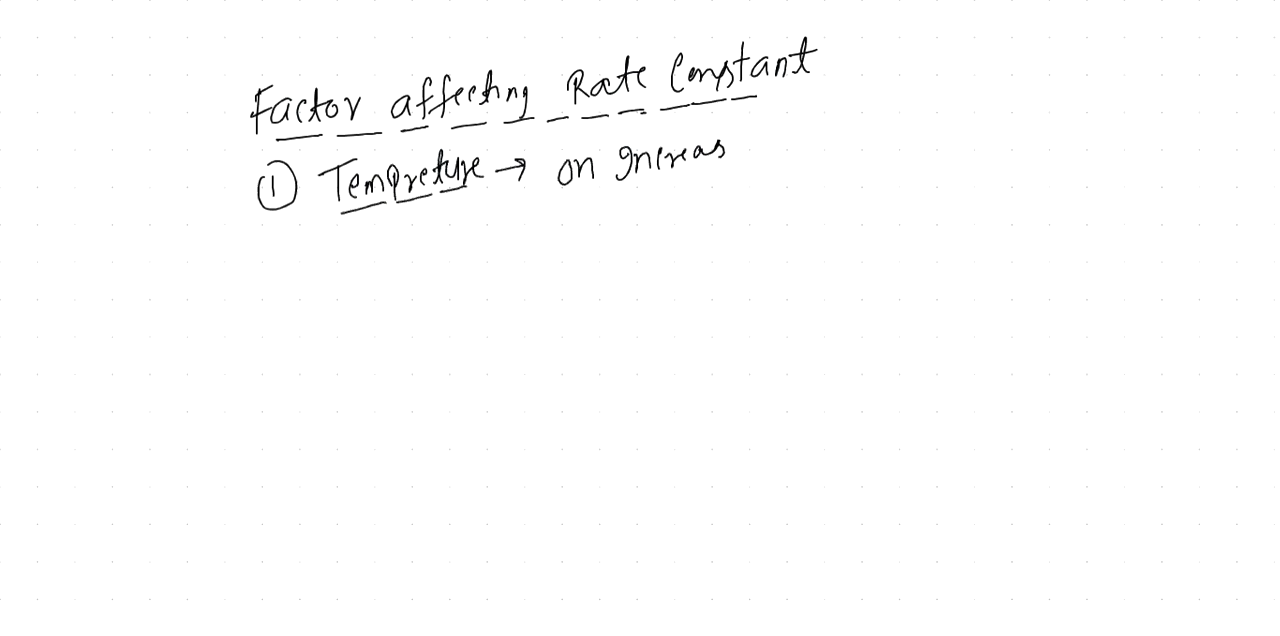 Factor affecting Rate Constant
① Tempreture → on Increas